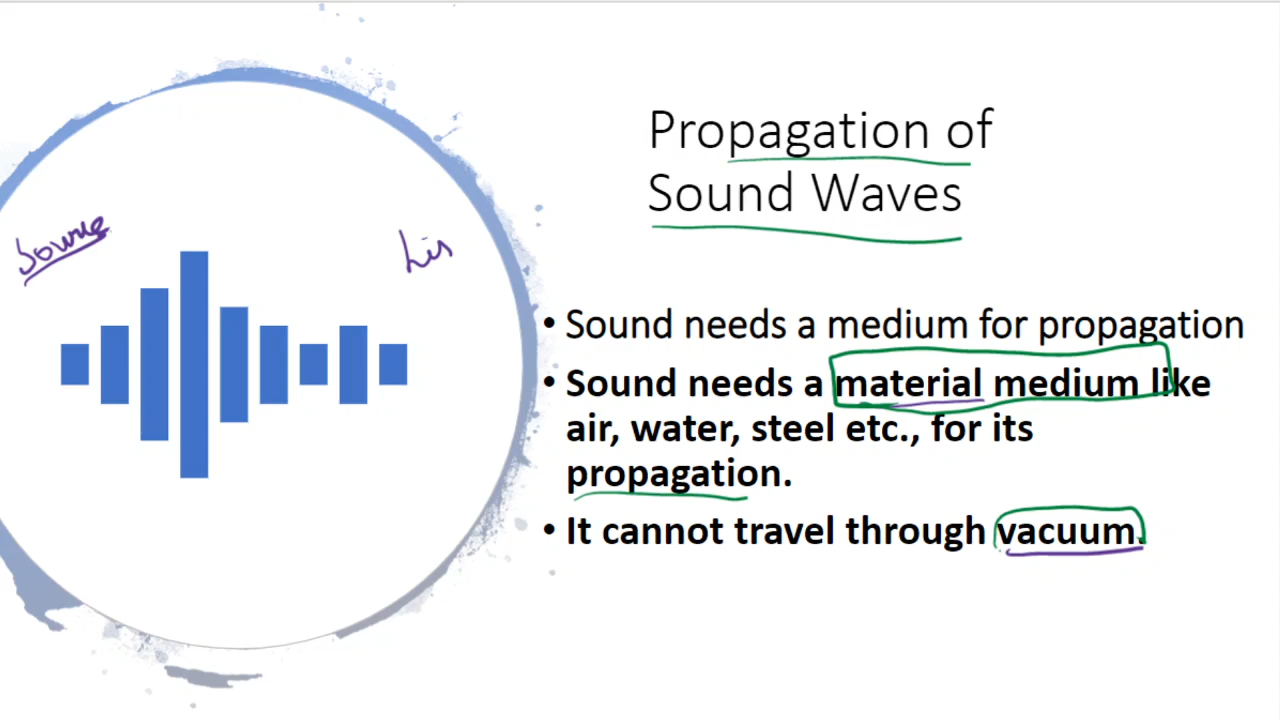 Propagation of
Sound Waves
Source
Lis
• Sound needs a medium for propagation
• Sound needs a material medium like
air, water, steel etc., for its
propagation.
• It cannot travel through vacuum.